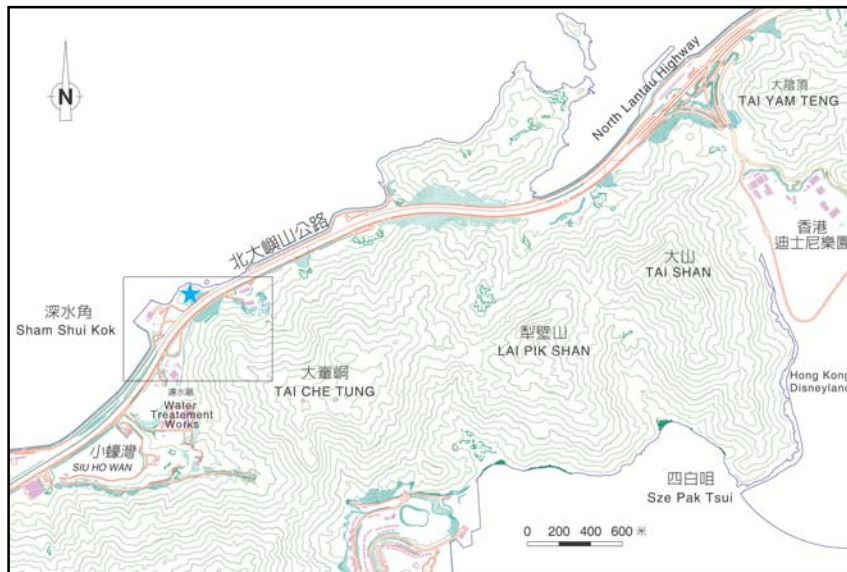 N
North Lantau Highway
大陰頂
TAI YAM TENG
香港
迪士尼樂園
北大嶼山公路
大山
TAI SHAN
深水角
Sham Shui Kok
犁壁山
LAI PIK SHAN
大輋峒
TAI CHE TUNG
Hong Kong
Disneyland
濾水廠
Water
Treatement
Works
小蠔灣
SIU HO WAN
四白咀
Sze Pak Tsui
0 200 400 600 米